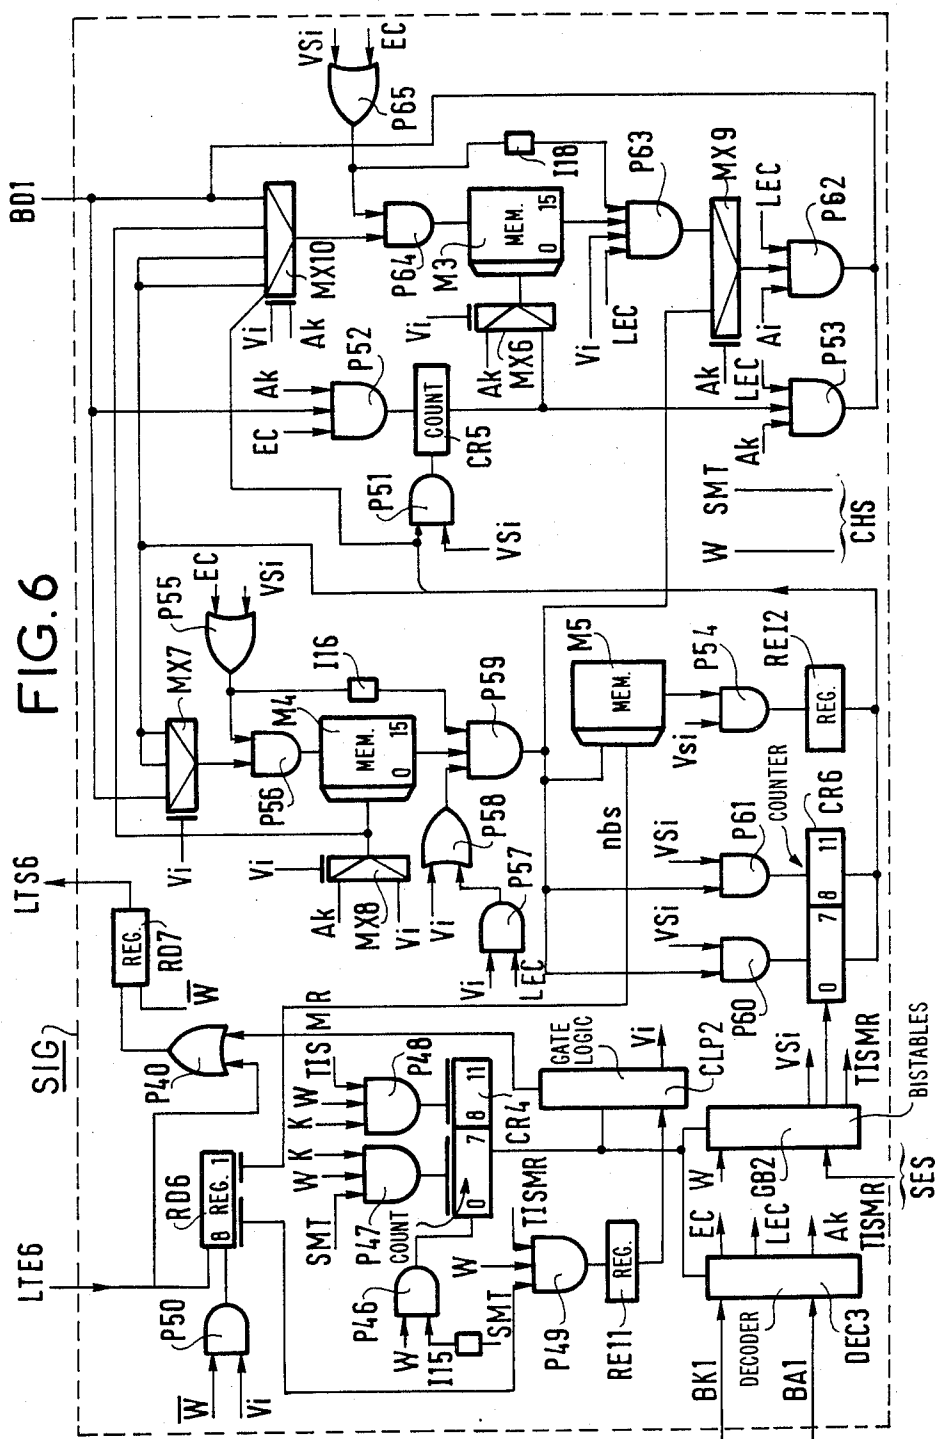 FIG. 6
SIG
LTE6
LTS6
BD1
W
Vi
P50
RD6
8 REG. 1
P40
REG.
RD7
W
MR
Vi
MX7
P55
EC
VSi
I16
P56
M4
MEM.
0
15
Vi
Ak
MX8
Vi
Vi
P58
P59
Vi
LEC
P57
SMT
W
K
P47
K
W
TIS
P48
COUNT
0
7
8
11
CR4
P46
W
I15
SMT
W
TISMR
P49
REG.
RE11
GATE LOGIC
CLP2
Vi
BK1
BA1
DECODER
DEC3
EC
LEC
Ak
W
GB2
VSi
TISMR
TISMR
SES
BISTABLES
VSi
P60
VSi
P61
COUNTER
0
7
8
11
CR6
nbs
M5
MEM.
Vsi
P54
REG.
REI2
Vi
Ak
MX10
VSi
EC
P65
I18
P64
M3
MEM.
0
15
Vi
Ak
MX6
Vi
LEC
P63
EC
Ak
P52
COUNT
CR5
P51
VSi
Ak
MX9
Ak
LEC
P53
Ai
LEC
P62
W
SMT
CHS